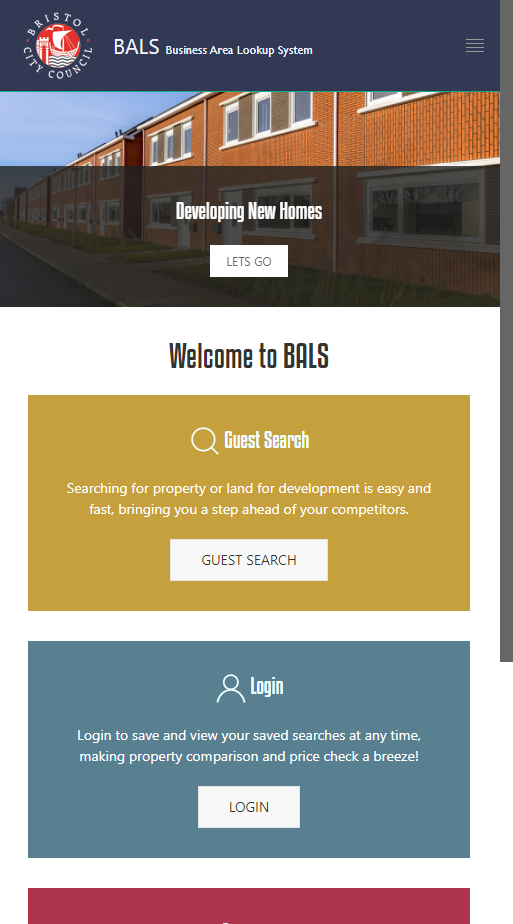 BRISTOL
CITY COUNCIL
BALS Business Area Lookup System
Developing New Homes
LETS GO
Welcome to BALS
Guest Search
Searching for property or land for development is easy and
fast, bringing you a step ahead of your competitors.
GUEST SEARCH
Login
Login to save and view your saved searches at any time,
making property comparison and price check a breeze!
LOGIN